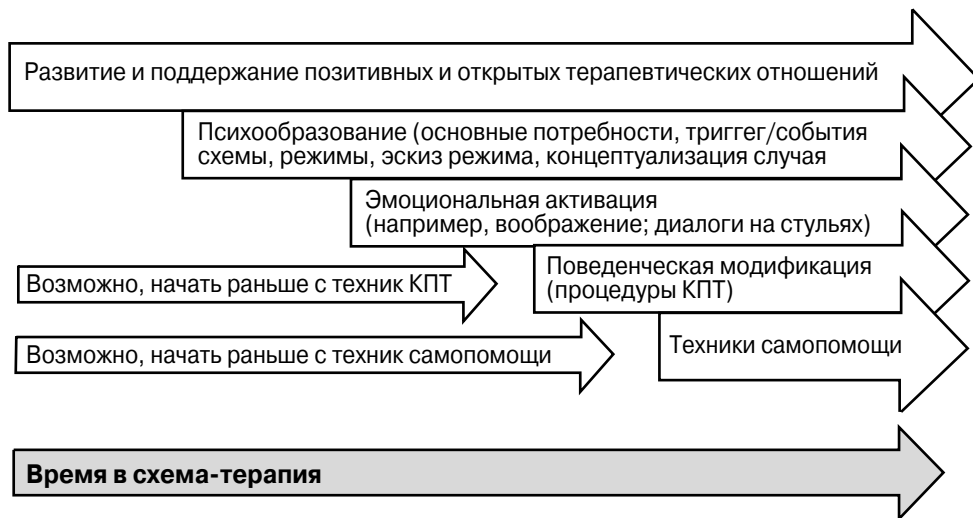 Развитие и поддержание позитивных и открытых терапевтических отношений
Психообразование (основные потребности, триггег/события
схемы, режимы, эскиз режима, концептуализация случая
Эмоциональная активация
(например, воображение; диалоги на стульях)
Поведенческая модификация
(процедуры КПТ)
Возможно, начать раньше с техник КПТ
Техники самопомощи
Возможно, начать раньше с техник самопомощи
Время в схема-терапия